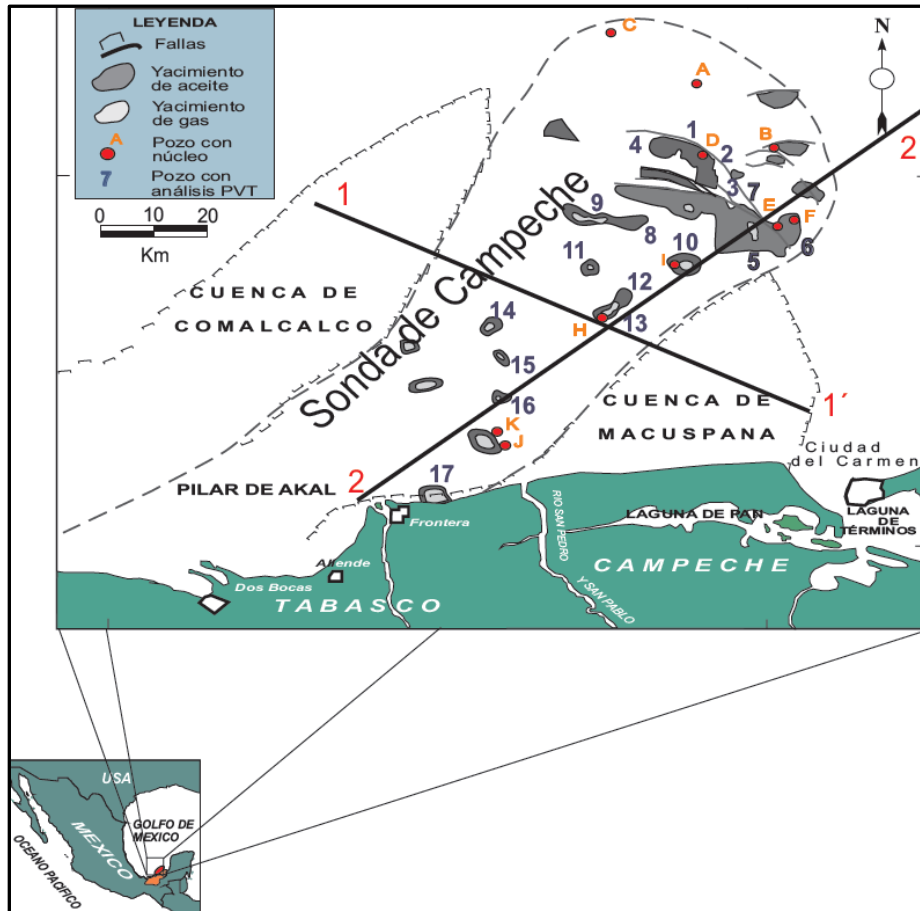 LEYENDA
Fallas
Yacimiento
de aceite
Yacimiento
de gas
A
Pozo con
núcleo
7
Pozo con
análisis PVT
0 10 20
Km
N
C
A
B
1
D
2
4
3
7
E
F
2
1
9
8
5
6
10
I
11
12
13
H
14
15
16
K
J
17
2
1´
Sonda de Campeche
CUENCA DE
COMALCALCO
CUENCA DE
MACUSPANA
PILAR DE AKAL
Ciudad
del Carmen
LAGUNA
DE
TÉRMINOS
LAGUNA DE PAN
Frontera
Allende
Dos Bocas
TABASCO
CAMPECHE
RIO SAN PEDRO
Y SAN PABLO
USA
GOLFO DE
MEXICO
MEXICO
OCEANO PACÍFICO